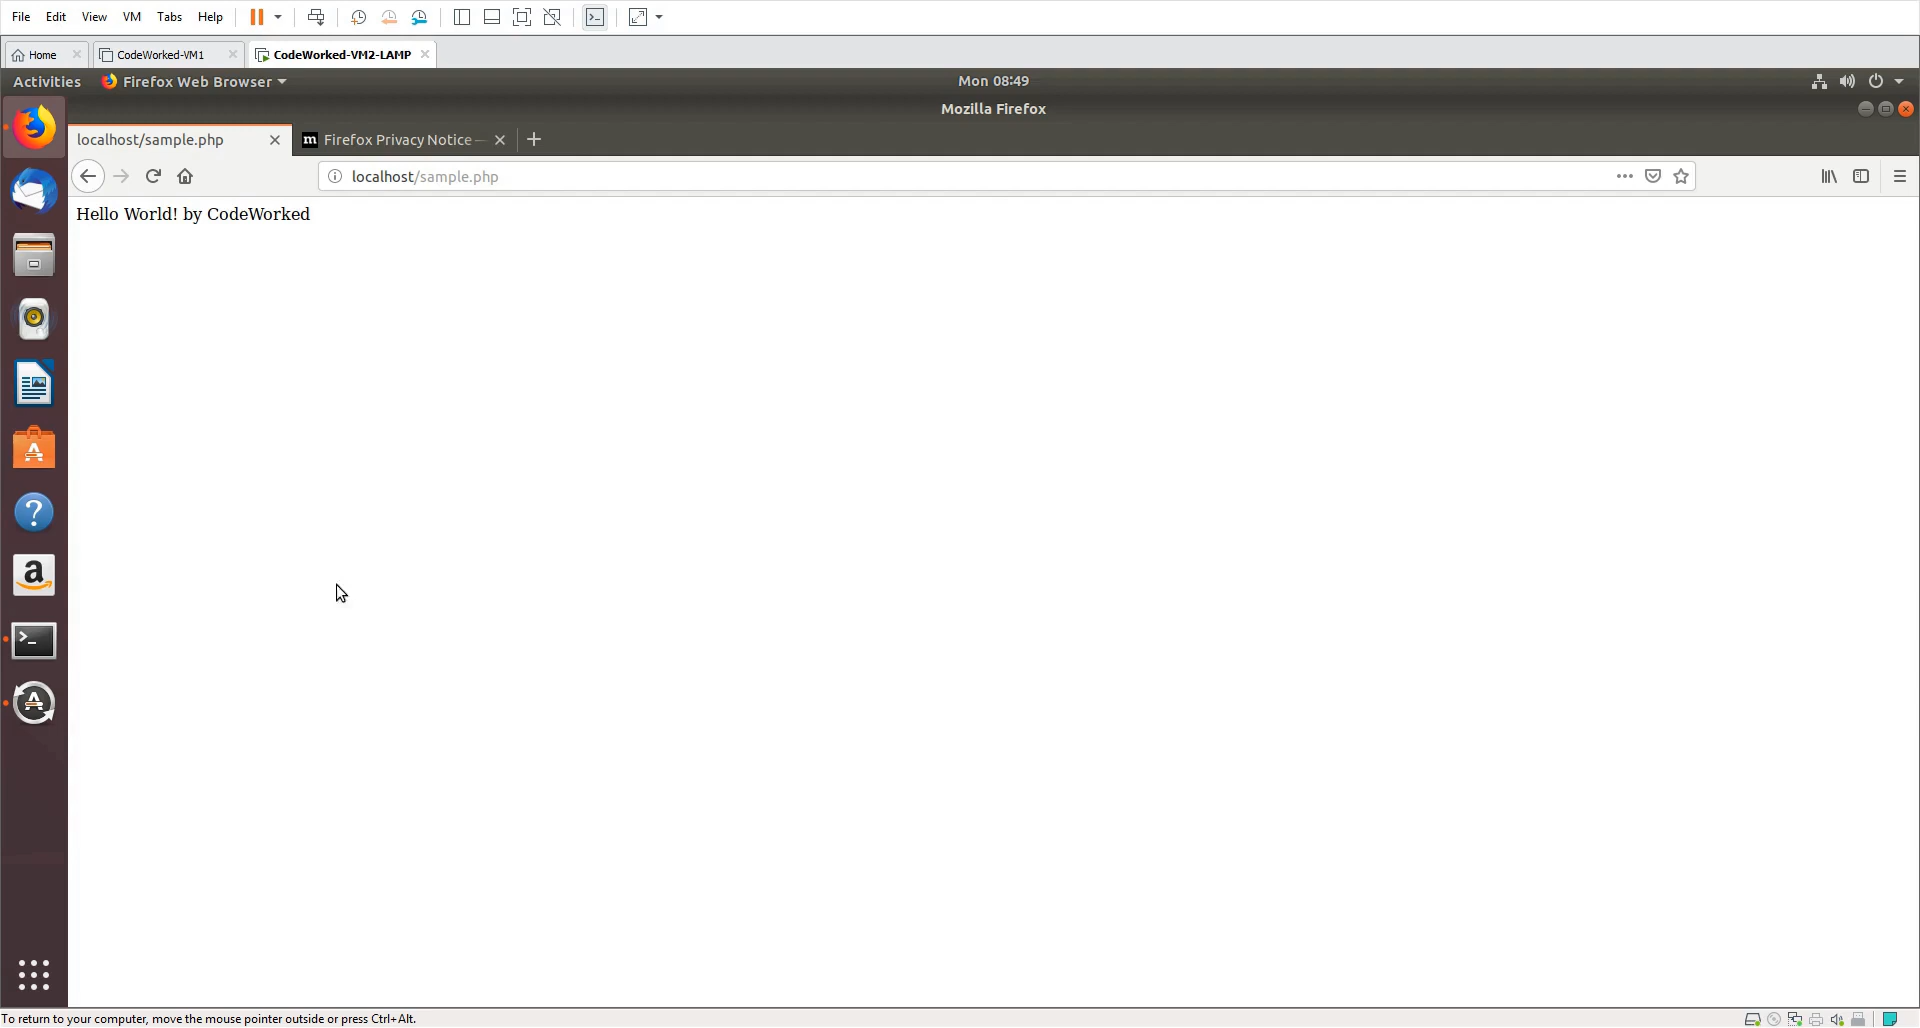 File Edit View VM Tabs Help
Home CodeWorked-VM1 CodeWorked-VM2-LAMP
Activities Firefox Web Browser Mon 08:49
Mozilla Firefox
localhost/sample.php m Firefox Privacy Notice —
localhost/sample.php
Hello World! by CodeWorked
To return to your computer, move the mouse pointer outside or press Ctrl+Alt.